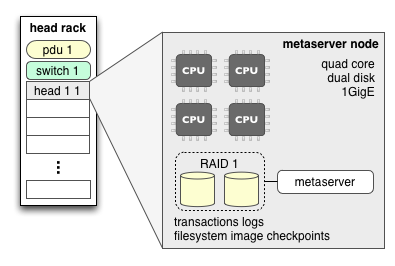 head rack
pdu 1
switch 1
head 1 1
metaserver node
quad core
dual disk
1GigE
CPU
CPU
CPU
CPU
RAID 1
metaserver
transactions logs
filesystem image checkpoints